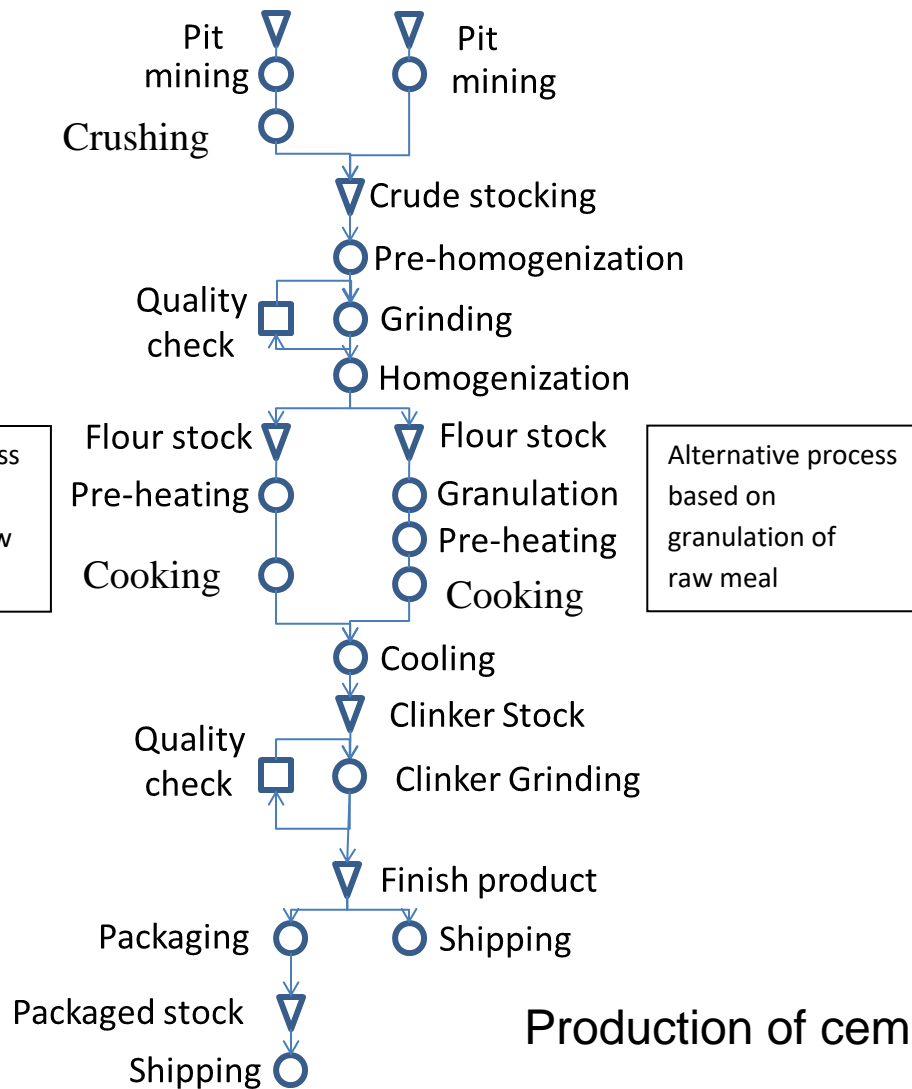 Pit
mining
Pit
mining
Crushing
Crude stocking
Pre-homogenization
Quality
check
Grinding
Homogenization
Flour stock
Flour stock
Pre-heating
Granulation
Pre-heating
Cooking
Cooking
Alternative process
based on
granulation of
raw meal
Cooling
Clinker Stock
Quality
check
Clinker Grinding
Finish product
Packaging
Shipping
Packaged stock
Shipping
Production of cem